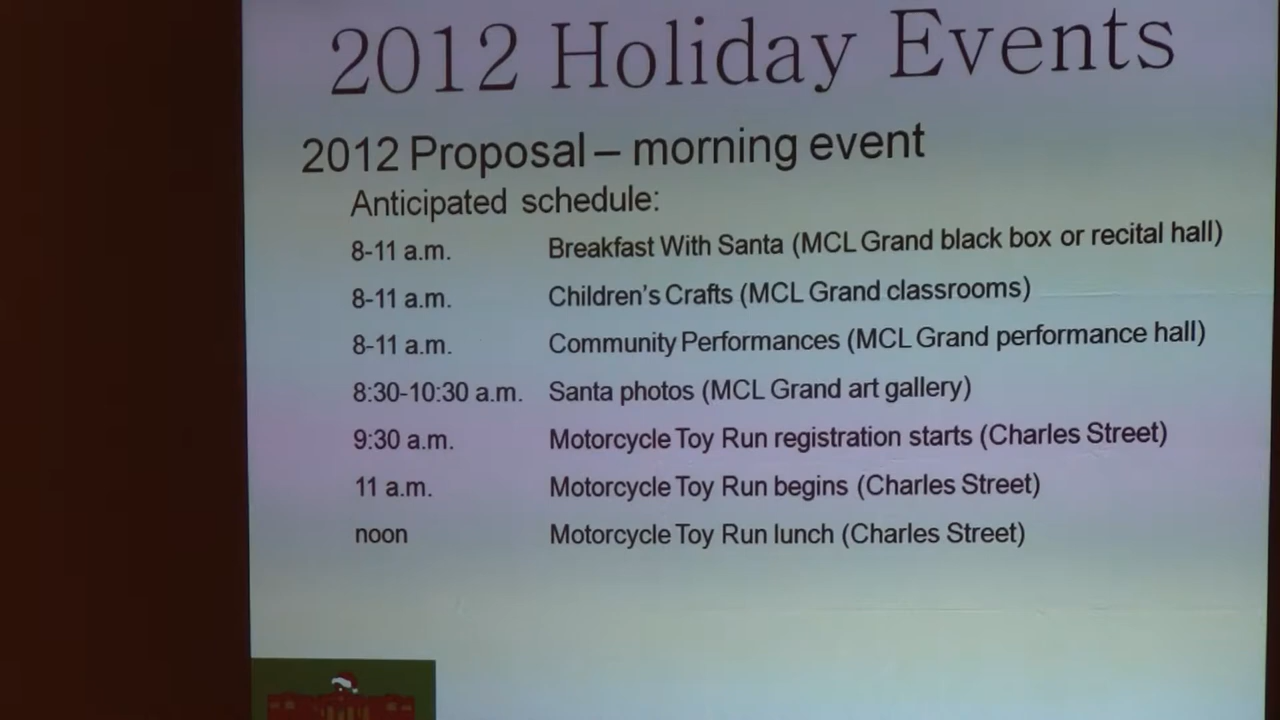 2012 Holiday Events
2012 Proposal – morning event
Anticipated schedule:
8-11 a.m. Breakfast With Santa (MCL Grand black box or recital hall)
8-11 a.m. Children's Crafts (MCL Grand classrooms)
8-11 a.m. Community Performances (MCL Grand performance hall)
8:30-10:30 a.m. Santa photos (MCL Grand art gallery)
9:30 a.m. Motorcycle Toy Run registration starts (Charles Street)
11 a.m. Motorcycle Toy Run begins (Charles Street)
noon Motorcycle Toy Run lunch (Charles Street)